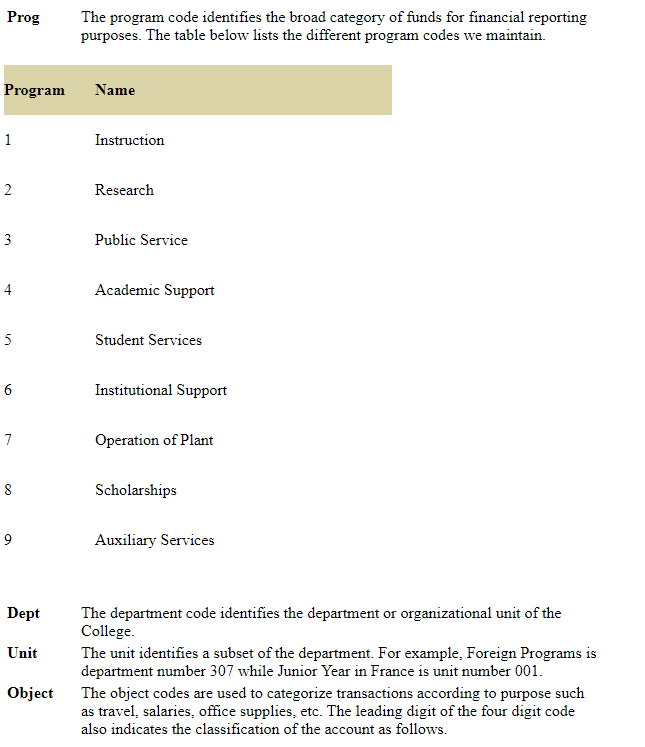 Prog The program code identifies the broad category of funds for financial reporting
purposes. The table below lists the different program codes we maintain.
Program Name
1 Instruction
2 Research
3 Public Service
4 Academic Support
5 Student Services
6 Institutional Support
7 Operation of Plant
8 Scholarships
9 Auxiliary Services
Dept The department code identifies the department or organizational unit of the
College.
Unit The unit identifies a subset of the department. For example, Foreign Programs is
department number 307 while Junior Year in France is unit number 001.
Object The object codes are used to categorize transactions according to purpose such
as travel, salaries, office supplies, etc. The leading digit of the four digit code
also indicates the classification of the account as follows.